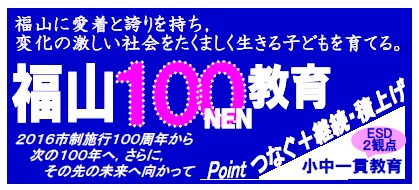 福山に愛着と誇りを持ち，
変化の激しい社会をたくましく生きる子どもを育てる。
福山100NEN教育
2016市制施行100周年から
次の100年へ，さらに，
その先の未来へ向かって
Point つなぐ＋継続・積上げ
ESD
2観点
小中一貫教育